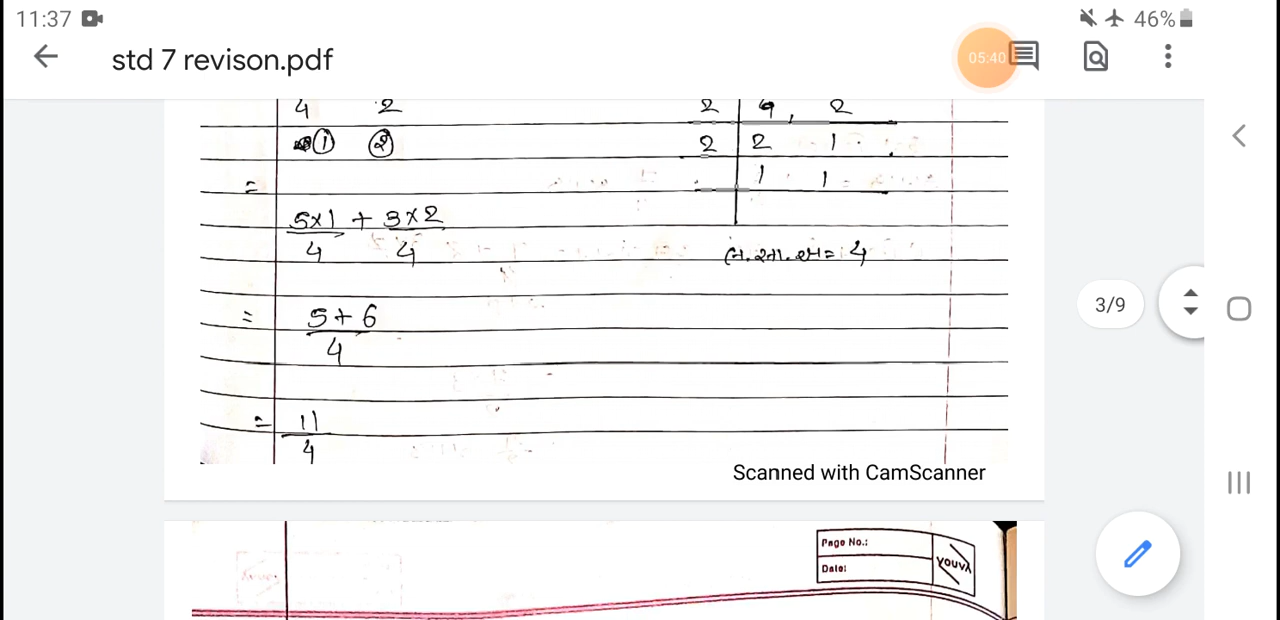 11:37 46%
std 7 revison.pdf 05:40
4 2 2 4, 2
① ② 2 2 1
= 1 1
5×1/4 + 3×2/4
= 4
= 5+6/4
3/9
= 11/4
Scanned with CamScanner
Page No.:
Date:
YOUVA